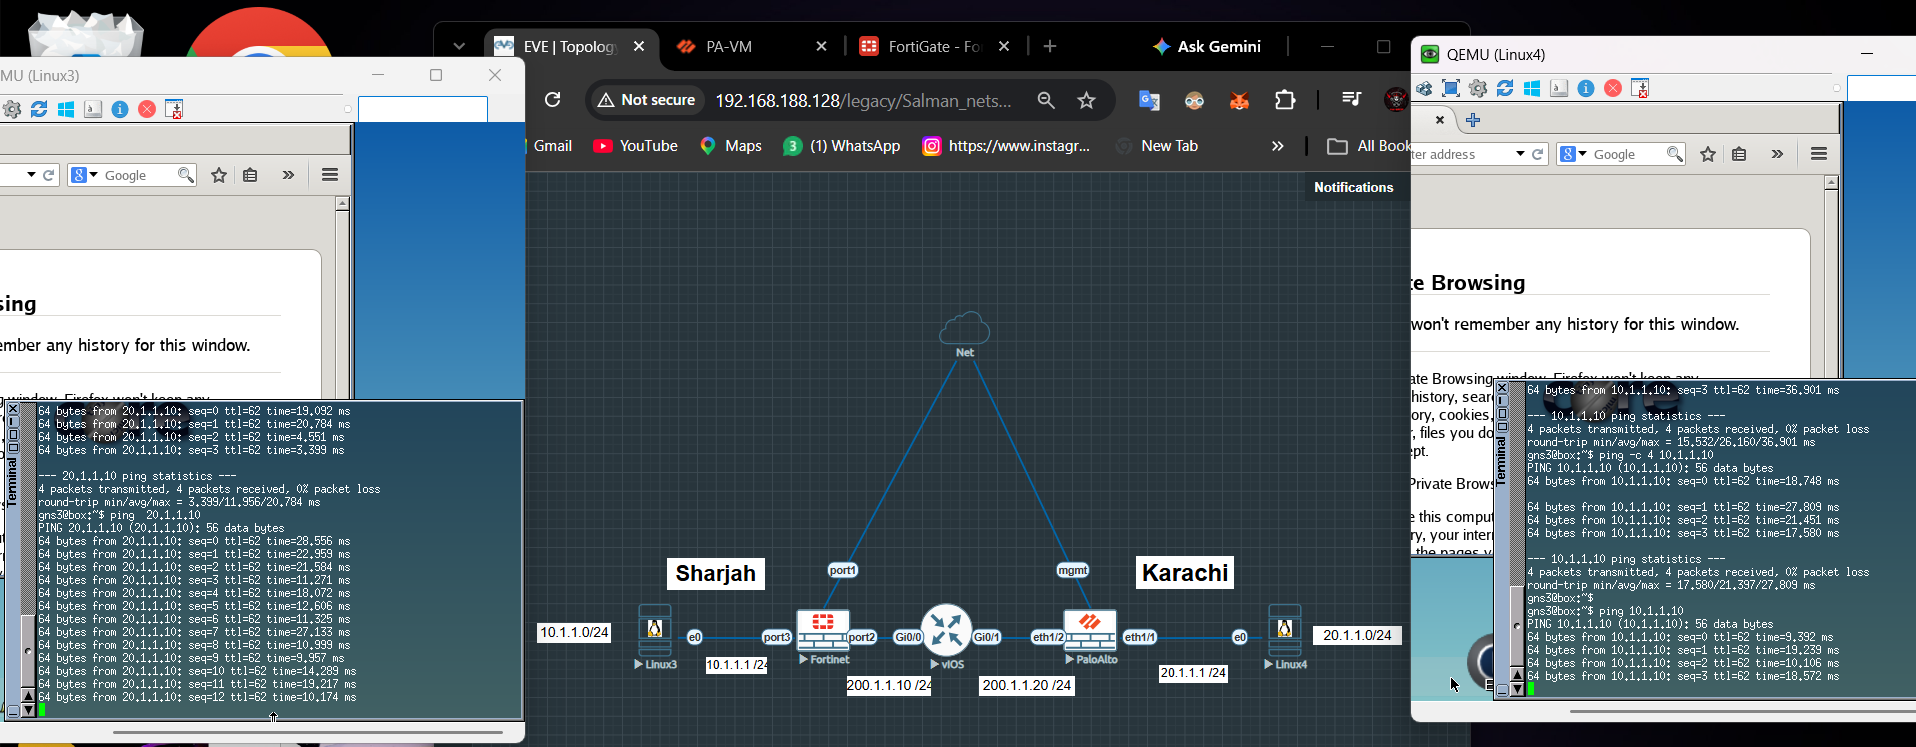 MU (Linux3)
Google
sing
ember any history for this window.
64 bytes from 20.1.1.10: seq=0 ttl=62 time=19.092 ms
64 bytes from 20.1.1.10: seq=1 ttl=62 time=20.784 ms
64 bytes from 20.1.1.10: seq=2 ttl=62 time=4.551 ms
64 bytes from 20.1.1.10: seq=3 ttl=62 time=3.399 ms
--- 20.1.1.10 ping statistics ---
4 packets transmitted, 4 packets received, 0% packet loss
round-trip min/avg/max = 3.399/11.956/20.784 ms
gns3@box:~$ ping  20.1.1.10
PING 20.1.1.10 (20.1.1.10): 56 data bytes
64 bytes from 20.1.1.10: seq=0 ttl=62 time=28.556 ms
64 bytes from 20.1.1.10: seq=1 ttl=62 time=22.959 ms
64 bytes from 20.1.1.10: seq=2 ttl=62 time=21.584 ms
64 bytes from 20.1.1.10: seq=3 ttl=62 time=11.271 ms
64 bytes from 20.1.1.10: seq=4 ttl=62 time=18.072 ms
64 bytes from 20.1.1.10: seq=5 ttl=62 time=12.606 ms
64 bytes from 20.1.1.10: seq=6 ttl=62 time=11.325 ms
64 bytes from 20.1.1.10: seq=7 ttl=62 time=27.133 ms
64 bytes from 20.1.1.10: seq=8 ttl=62 time=10.999 ms
64 bytes from 20.1.1.10: seq=9 ttl=62 time=9.957 ms
64 bytes from 20.1.1.10: seq=10 ttl=62 time=14.289 ms
64 bytes from 20.1.1.10: seq=11 ttl=62 time=19.217 ms
64 bytes from 20.1.1.10: seq=12 ttl=62 time=10.174 ms
Terminal
EVE | Topology
PA-VM
FortiGate - Fo
Ask Gemini
Not secure
192.168.188.128/legacy/Salman_nets...
Gmail
YouTube
Maps
3
(1) WhatsApp
https://www.instagr...
New Tab
»
All Book
Notifications
Net
Sharjah
port1
mgmt
Karachi
10.1.1.0/24
e0
port3
port2
Gi0/0
Gi0/1
eth1/2
eth1/1
e0
20.1.1.0/24
Linux3
Fortinet
vIOS
PaloAlto
Linux4
10.1.1.1 /24
200.1.1.10 /24
200.1.1.20 /24
20.1.1.1 /24
QEMU (Linux4)
ter address
Google
te Browsing
won't remember any history for this window.
ate Browsing window, Firefox won't keep any
history, sear
ory, cookies,
, files you do
ept.
Private Brows
e this comput
ry, your inter
the pages y
64 bytes from 10.1.1.10: seq=3 ttl=62 time=36.901 ms
--- 10.1.1.10 ping statistics ---
4 packets transmitted, 4 packets received, 0% packet loss
round-trip min/avg/max = 15.532/26.160/36.901 ms
gns3@box:~$ ping -c 4 10.1.1.10
PING 10.1.1.10 (10.1.1.10): 56 data bytes
64 bytes from 10.1.1.10: seq=0 ttl=62 time=18.748 ms
64 bytes from 10.1.1.10: seq=1 ttl=62 time=27.809 ms
64 bytes from 10.1.1.10: seq=2 ttl=62 time=21.451 ms
64 bytes from 10.1.1.10: seq=3 ttl=62 time=17.580 ms
--- 10.1.1.10 ping statistics ---
4 packets transmitted, 4 packets received, 0% packet loss
round-trip min/avg/max = 17.580/21.397/27.809 ms
gns3@box:~$
gns3@box:~$ ping 10.1.1.10
PING 10.1.1.10 (10.1.1.10): 56 data bytes
64 bytes from 10.1.1.10: seq=0 ttl=62 time=9.392 ms
64 bytes from 10.1.1.10: seq=1 ttl=62 time=19.239 ms
64 bytes from 10.1.1.10: seq=2 ttl=62 time=10.106 ms
64 bytes from 10.1.1.10: seq=3 ttl=62 time=18.572 ms
Terminal